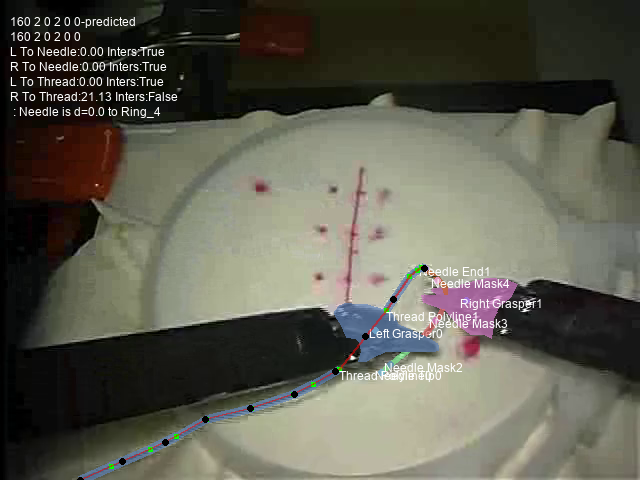 160 2 0 2 0 0-predicted
160 2 0 2 0 0
L To Needle:0.00 Inters:True
R To Needle:0.00 Inters:True
L To Thread:0.00 Inters:True
R To Thread:21.13 Inters:False
: Needle is d=0.0 to Ring_4
Needle End1
Needle Mask4
Right Grasper1
Thread Polyline1
Needle Mask3
Left Grasper0
Needle Mask2
Thread